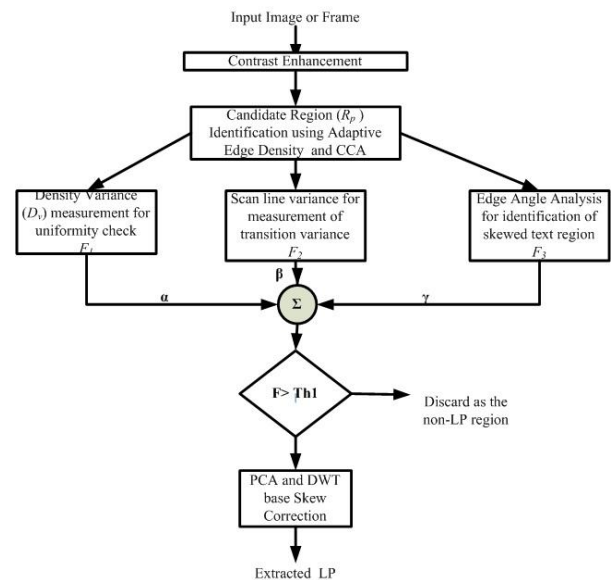 Input Image or Frame
Contrast Enhancement
Candidate Region (Rp)
Identification using Adaptive
Edge Density and CCA
Density Variance
(Dv) measurement for
uniformity check
F1
Scan line variance for
measurement of
transition variance
F2
Edge Angle Analysis
for identification of
skewed text region
F3
α
β
γ
Σ
F> Th1
Discard as the
non-LP region
PCA and DWT
base Skew
Correction
Extracted LP